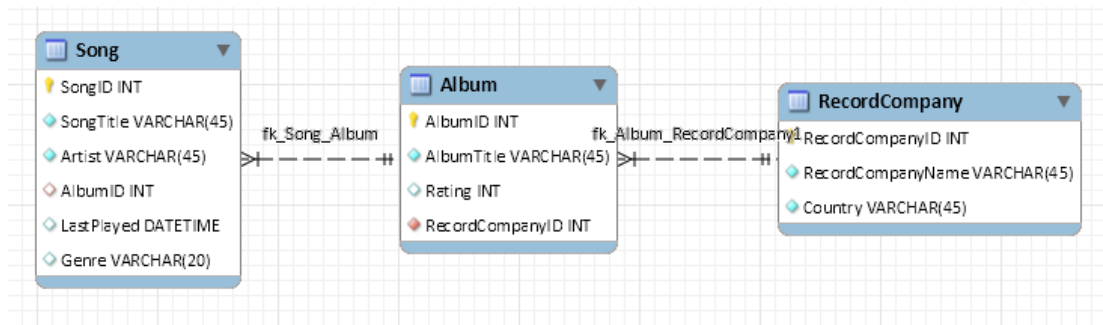 Song
SongID INT
SongTitle VARCHAR(45)
Artist VARCHAR(45)
AlbumID INT
LastPlayed DATETIME
Genre VARCHAR(20)
fk_Song_Album
Album
AlbumID INT
AlbumTitle VARCHAR(45)
Rating INT
RecordCompanyID INT
fk_Album_RecordCompany1
RecordCompany
RecordCompanyID INT
RecordCompanyName VARCHAR(45)
Country VARCHAR(45)